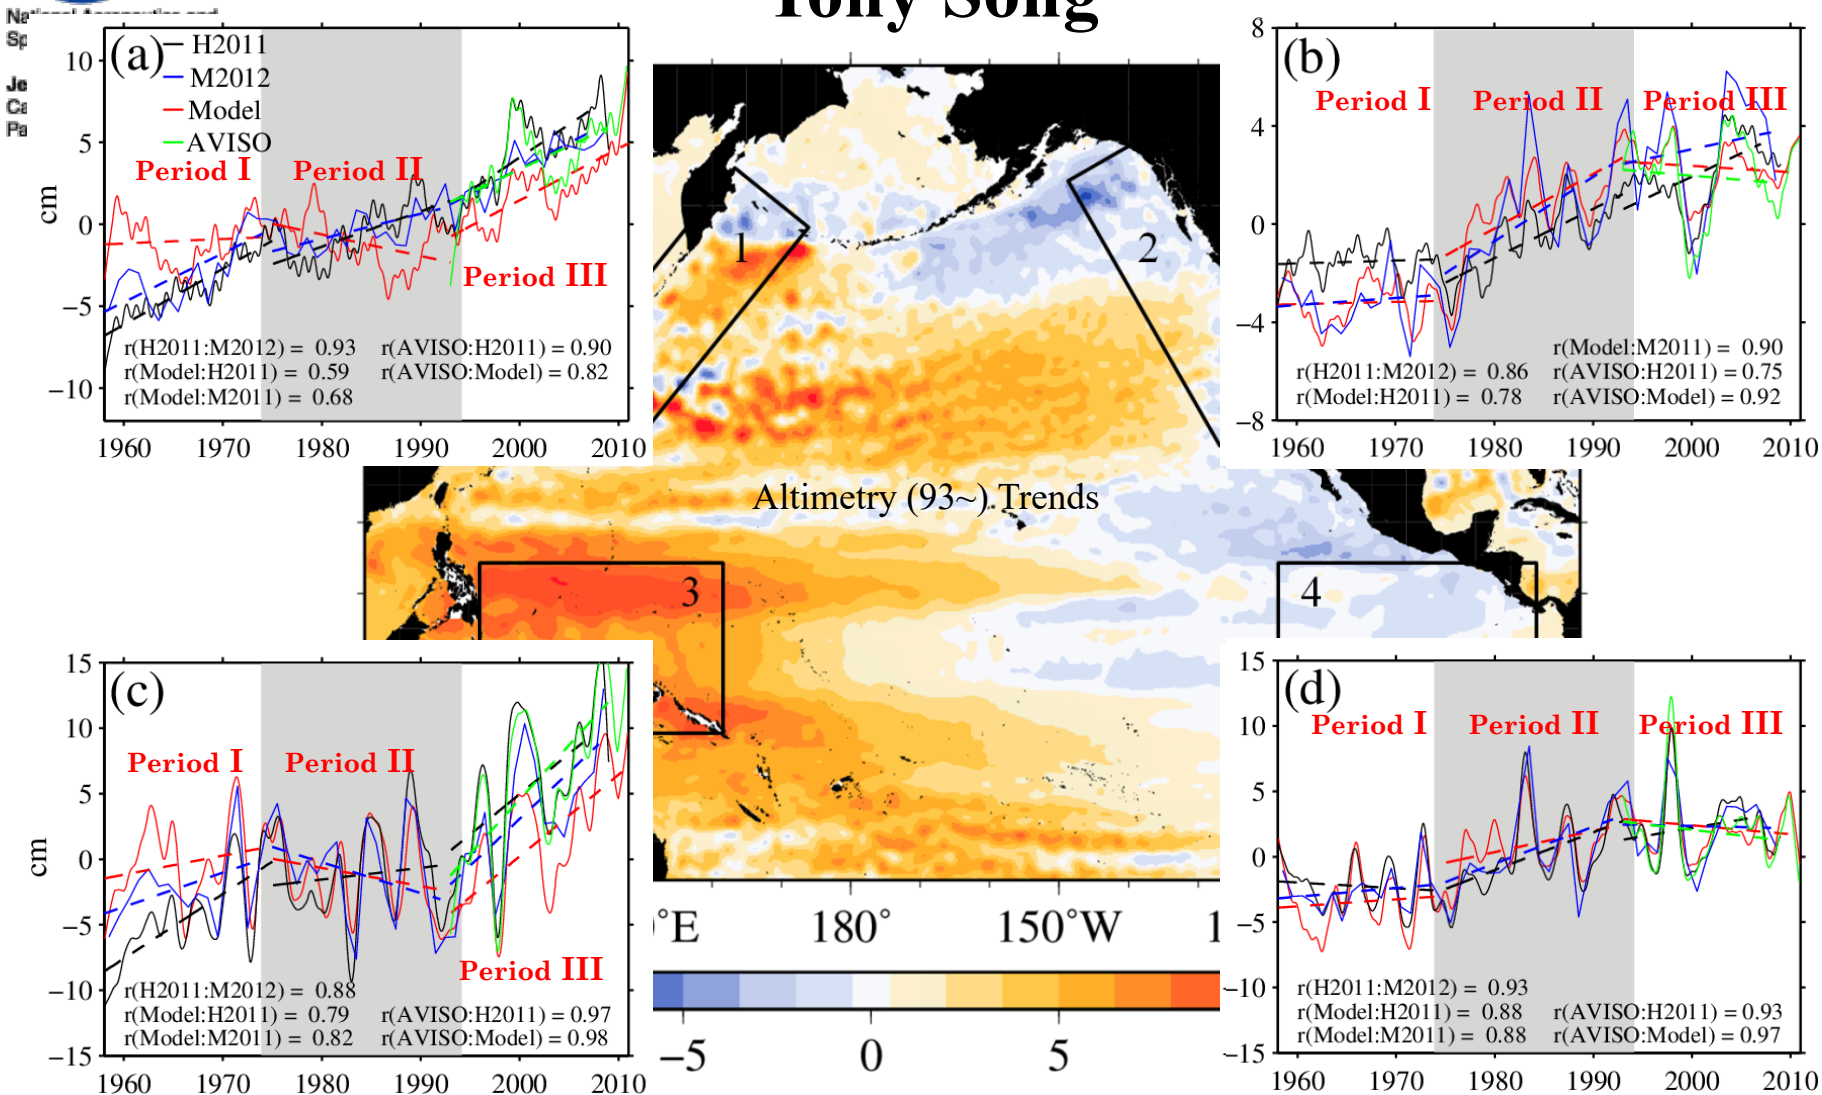 Tony Song
(a)
H2011
M2012
Model
AVISO
Period I
Period II
Period III
cm
10
5
0
−5
−10
r(H2011:M2012) = 0.93 r(AVISO:H2011) = 0.90
r(Model:H2011) = 0.59 r(AVISO:Model) = 0.82
r(Model:M2011) = 0.68
1960 1970 1980 1990 2000 2010
(b)
Period I Period II Period III
8
4
0
−4
−8
r(Model:M2011) = 0.90
r(H2011:M2012) = 0.86 r(AVISO:H2011) = 0.75
r(Model:H2011) = 0.78 r(AVISO:Model) = 0.92
1960 1970 1980 1990 2000 2010
1
2
Altimetry (93~) Trends
3
4
(c)
Period I Period II
Period III
cm
15
10
5
0
−5
−10
−15
r(H2011:M2012) = 0.88
r(Model:H2011) = 0.79 r(AVISO:H2011) = 0.97
r(Model:M2011) = 0.82 r(AVISO:Model) = 0.98
1960 1970 1980 1990 2000 2010
°E 180° 150°W 1
−5 0 5
(d)
Period I Period II Period III
15
10
5
0
−5
−10
−15
r(H2011:M2012) = 0.93
r(Model:H2011) = 0.88 r(AVISO:H2011) = 0.93
r(Model:M2011) = 0.88 r(AVISO:Model) = 0.97
1960 1970 1980 1990 2000 2010